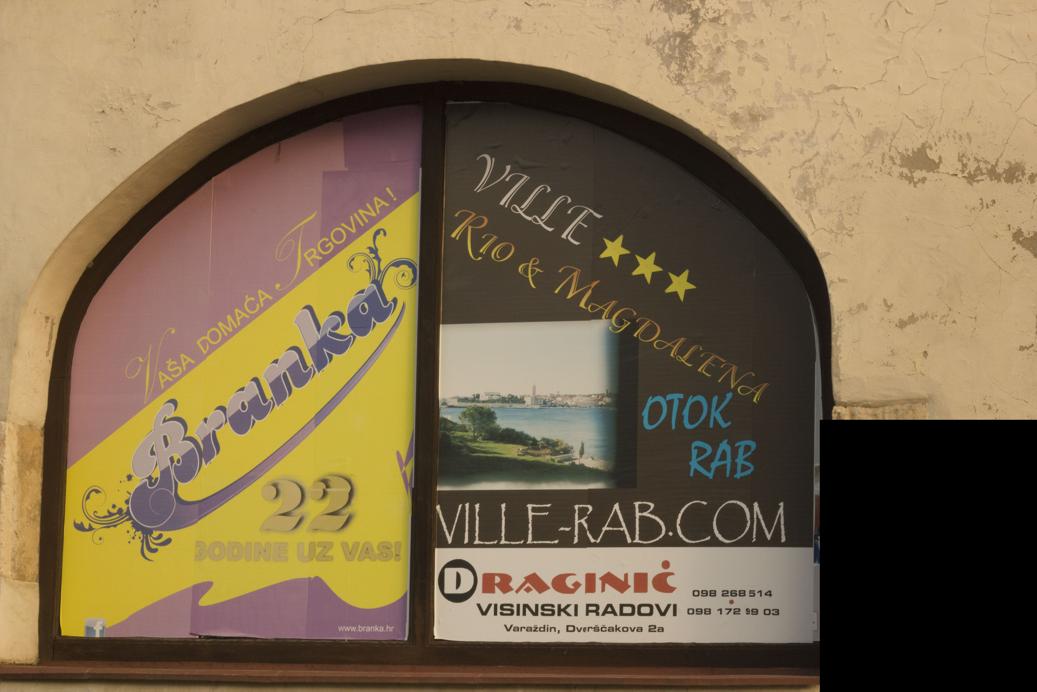 VAŠA DOMAĆA TRGOVINA!
Branka
22
GODINE UZ VAS!
www.branka.hr
VILLE
RIO & MAGDALENA
OTOK
RAB
VILLE-RAB.COM
DRAGINIĆ
VISINSKI RADOVI
098 268 514
098 172 99 03
Varaždin, Dverščakova 2a